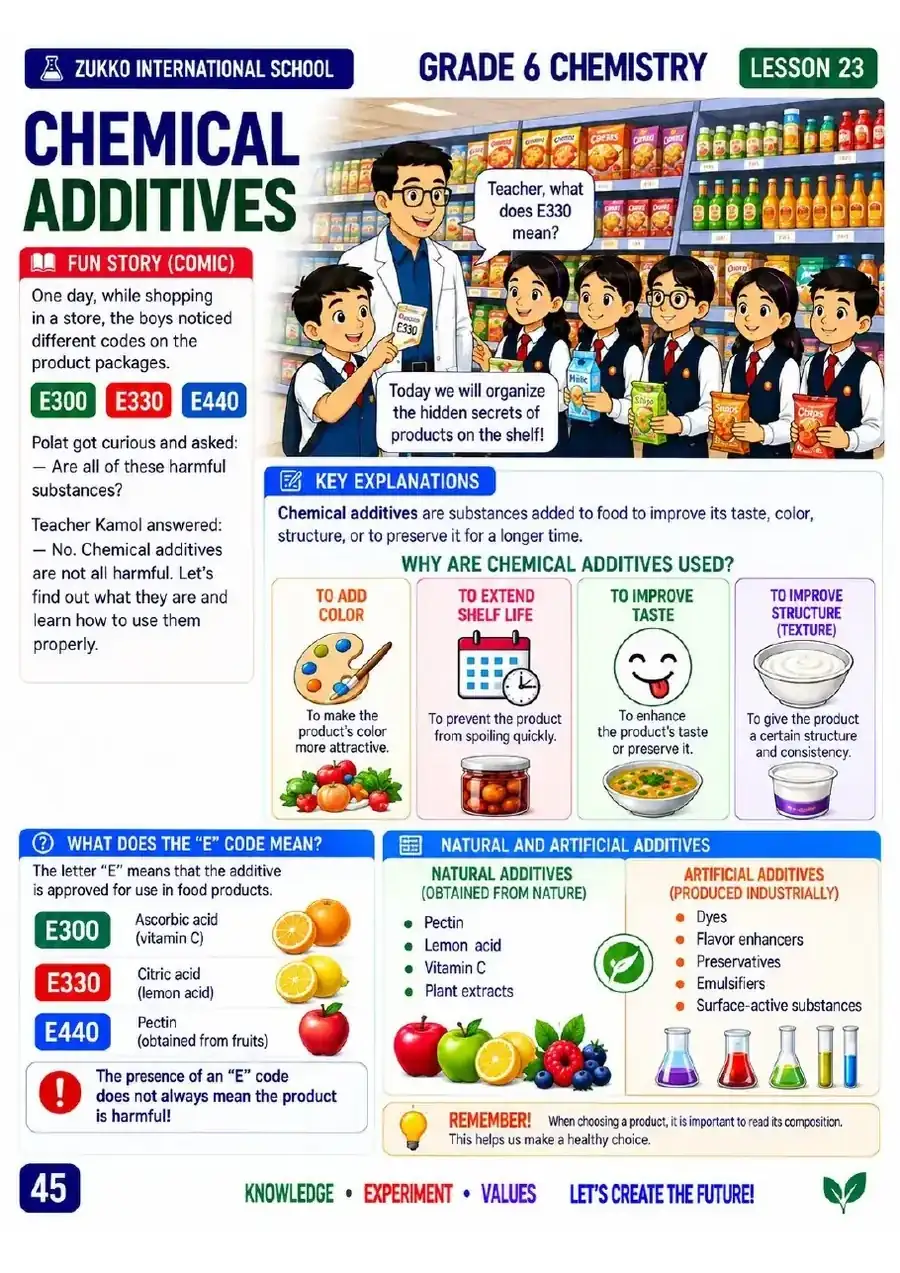 ZUKKO INTERNATIONAL SCHOOL
GRADE 6 CHEMISTRY
LESSON 23
CHEMICAL
ADDITIVES
Teacher, what
does E330
mean?
E330
Today we will organize
the hidden secrets of
products on the shelf!
Chips
FUN STORY (COMIC)
One day, while shopping
in a store, the boys noticed
different codes on the
product packages.
E300 E330 E440
Polat got curious and asked:
— Are all of these harmful
substances?
Teacher Kamol answered:
— No. Chemical additives
are not all harmful. Let's
find out what they are and
learn how to use them
properly.
KEY EXPLANATIONS
Chemical additives are substances added to food to improve its taste, color,
structure, or to preserve it for a longer time.
WHY ARE CHEMICAL ADDITIVES USED?
TO ADD
COLOR
To make the
product's color
more attractive.
TO EXTEND
SHELF LIFE
To prevent the product
from spoiling quickly.
TO IMPROVE
TASTE
To enhance
the product's taste
or preserve it.
TO IMPROVE
STRUCTURE
(TEXTURE)
To give the product
a certain structure
and consistency.
WHAT DOES THE "E" CODE MEAN?
The letter "E" means that the additive
is approved for use in food products.
E300
Ascorbic acid
(vitamin C)
E330
Citric acid
(lemon acid)
E440
Pectin
(obtained from fruits)
The presence of an "E" code
does not always mean the product
is harmful!
NATURAL AND ARTIFICIAL ADDITIVES
NATURAL ADDITIVES
(OBTAINED FROM NATURE)
• Pectin
• Lemon acid
• Vitamin C
• Plant extracts
ARTIFICIAL ADDITIVES
(PRODUCED INDUSTRIALLY)
• Dyes
• Flavor enhancers
• Preservatives
• Emulsifiers
• Surface-active substances
REMEMBER! When choosing a product, it is important to read its composition.
This helps us make a healthy choice.
45
KNOWLEDGE • EXPERIMENT • VALUES LET'S CREATE THE FUTURE!